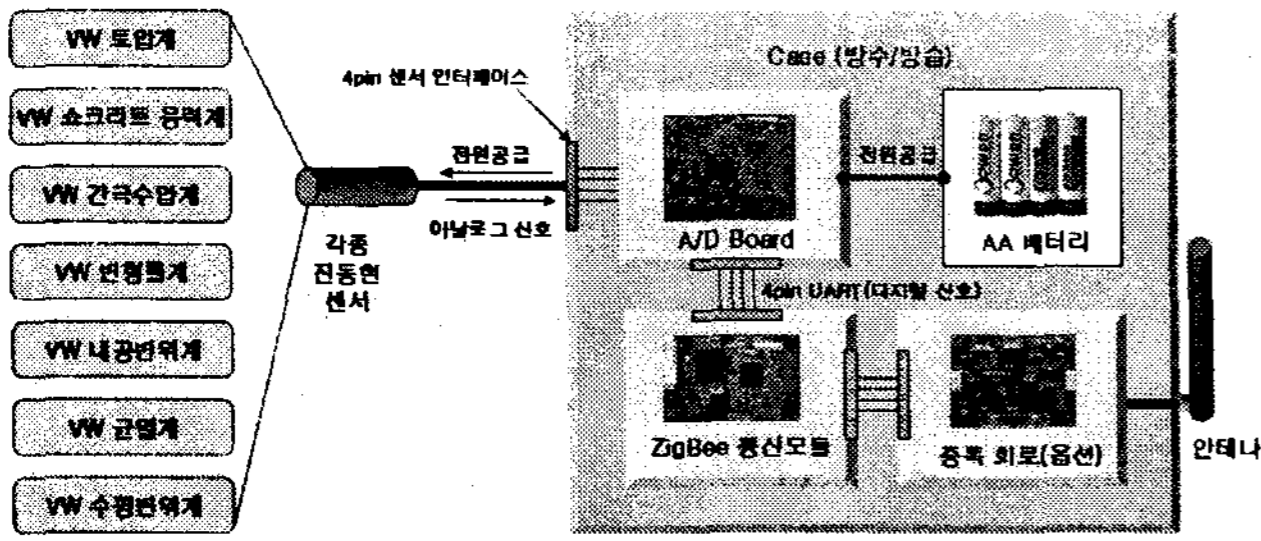 VW 토압계
VW 쇼크리트 응력계
VW 간극수압계
VW 변형률계
VW 내공변위계
VW 균열계
VW 수평변위계
각종
진동현
센서
4pin 센서 인터페이스
전원공급
아날로그 신호
Case (방수/방습)
A/D Board
전원공급
AA 배터리
4pin UART (디지털 신호)
ZigBee 통신모듈
증폭 회로(옵션)
안테나